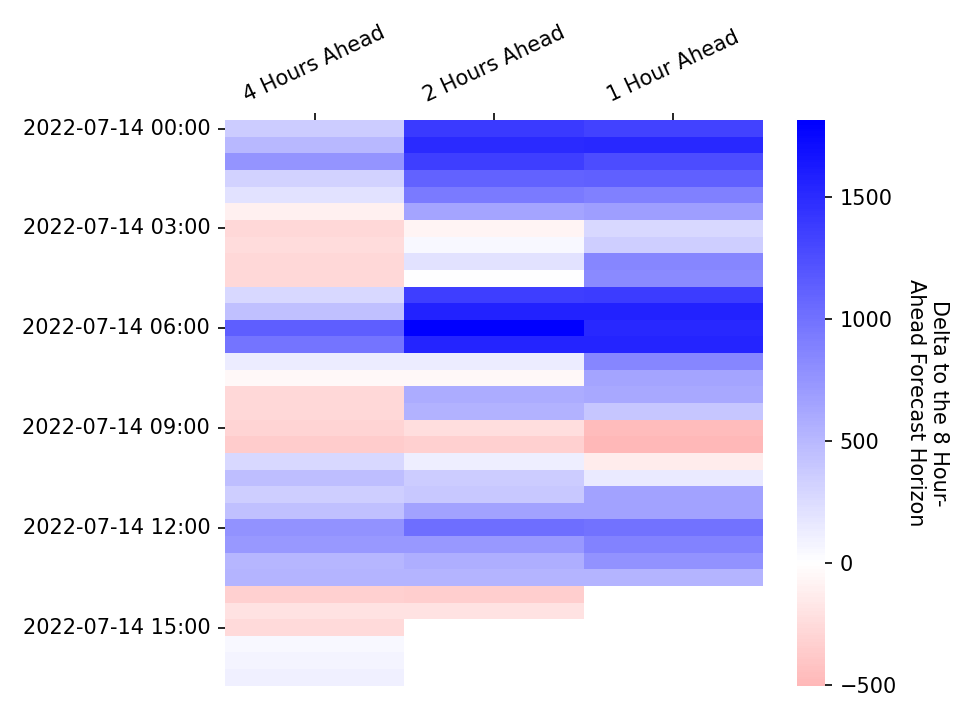 4 Hours Ahead
2 Hours Ahead
1 Hour Ahead
2022-07-14 00:00
2022-07-14 03:00
2022-07-14 06:00
2022-07-14 09:00
2022-07-14 12:00
2022-07-14 15:00
1500
1000
500
0
−500
Delta to the 8 Hour-
Ahead Forecast Horizon